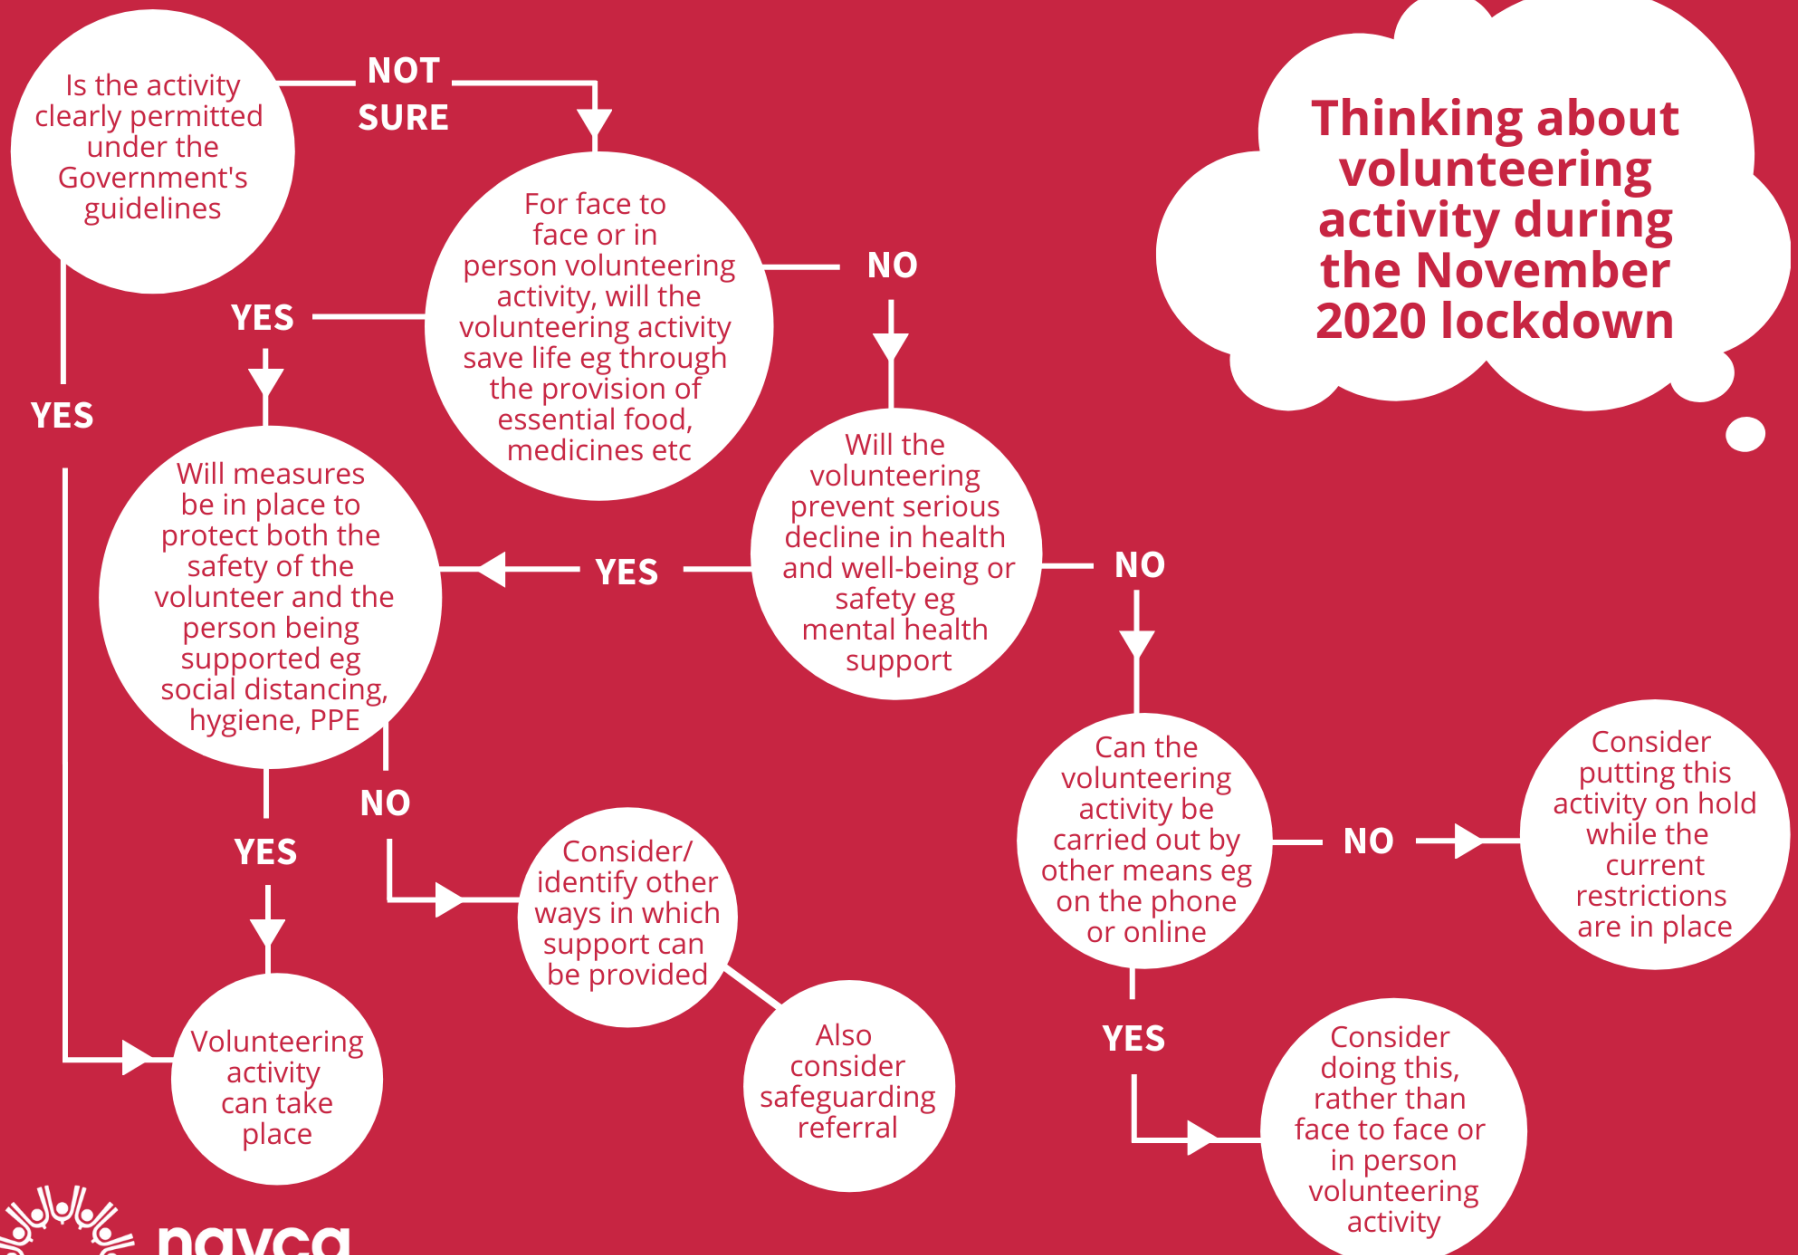 Thinking about
volunteering
activity during
the November
2020 lockdown
Is the activity
clearly permitted
under the
Government's
guidelines
NOT
SURE
For face to
face or in
person volunteering
activity, will the
volunteering activity
save life eg through
the provision of
essential food,
medicines etc
YES
NO
YES
Will measures
be in place to
protect both the
safety of the
volunteer and the
person being
supported eg
social distancing,
hygiene, PPE
YES
Will the
volunteering
prevent serious
decline in health
and well-being or
safety eg
mental health
support
NO
YES
NO
Consider/
identify other
ways in which
support can
be provided
Also
consider
safeguarding
referral
Volunteering
activity
can take
place
Can the
volunteering
activity be
carried out by
other means eg
on the phone
or online
NO
Consider
putting this
activity on hold
while the
current
restrictions
are in place
YES
Consider
doing this,
rather than
face to face or
in person
volunteering
activity
navca